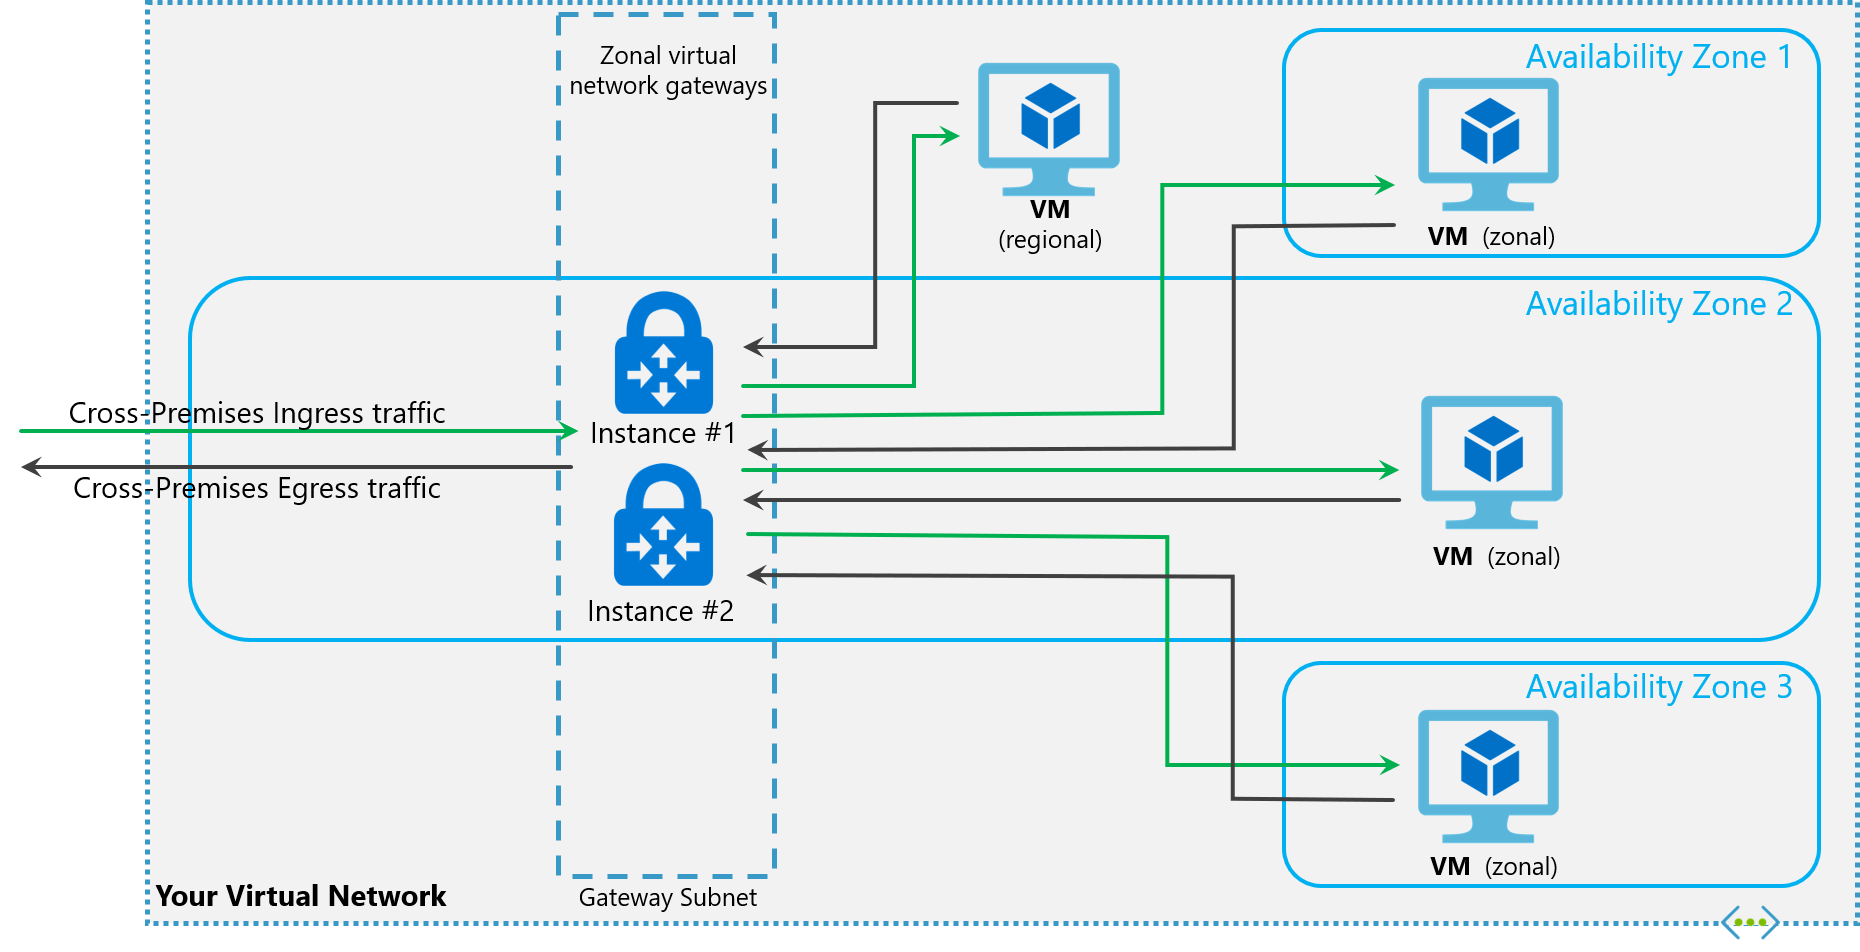 Zonal virtual
network gateways
Availability Zone 1
VM
(regional)
VM (zonal)
Availability Zone 2
Cross-Premises Ingress traffic
Instance #1
Cross-Premises Egress traffic
VM (zonal)
Instance #2
Availability Zone 3
VM (zonal)
Your Virtual Network
Gateway Subnet